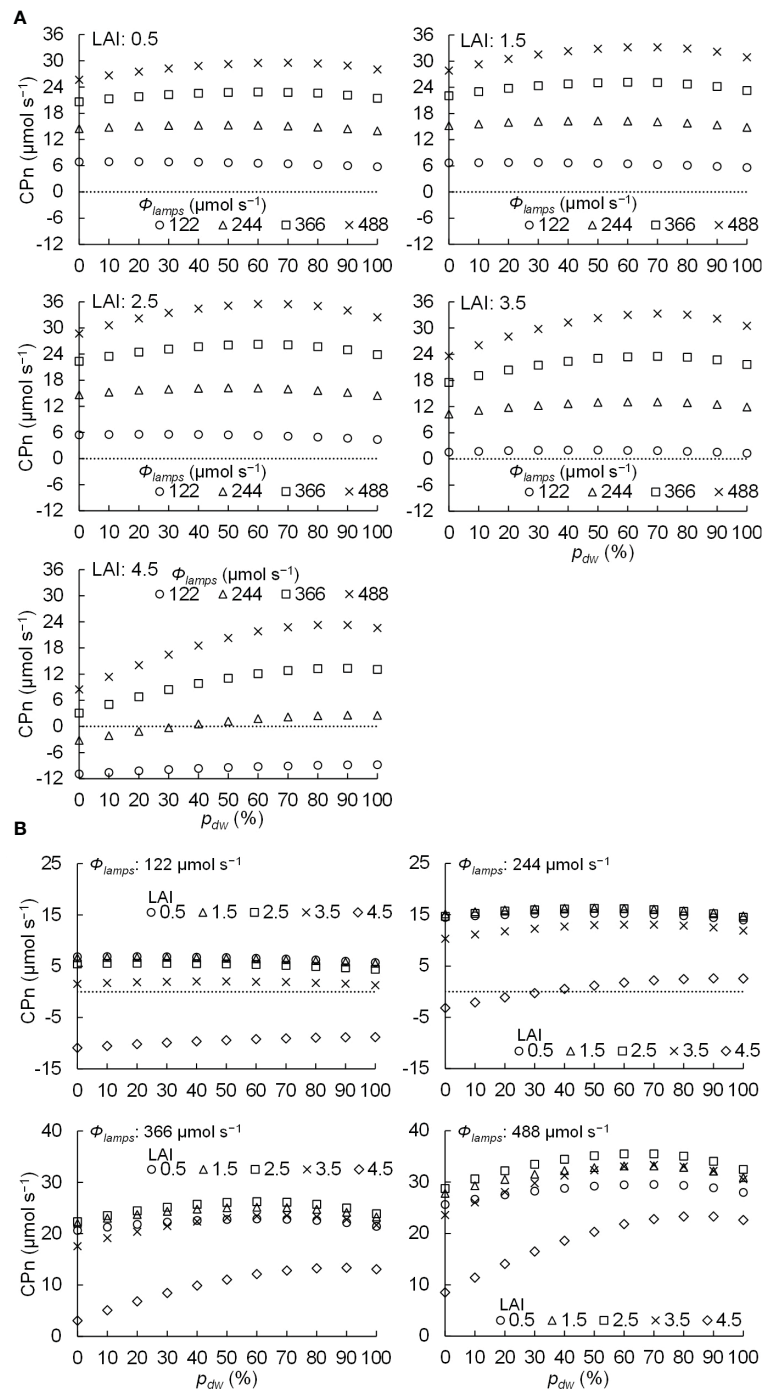 A
LAI: 0.5
CPn (μmol s⁻¹)
36
30
24
18
12
6
0
-6
-12
Φlamps (μmol s⁻¹)
○122 △244 □366 ×488
0 10 20 30 40 50 60 70 80 90 100
LAI: 1.5
36
30
24
18
12
6
0
-6
-12
Φlamps (μmol s⁻¹)
○122 △244 □366 ×488
0 10 20 30 40 50 60 70 80 90 100
LAI: 2.5
CPn (μmol s⁻¹)
36
30
24
18
12
6
0
-6
-12
Φlamps (μmol s⁻¹)
○122 △244 □366 ×488
0 10 20 30 40 50 60 70 80 90 100
LAI: 3.5
36
30
24
18
12
6
0
-6
-12
Φlamps (μmol s⁻¹)
○122 △244 □366 ×488
0 10 20 30 40 50 60 70 80 90 100
pdw (%)
LAI: 4.5
Φlamps (μmol s⁻¹)
○122 △244 □366 ×488
CPn (μmol s⁻¹)
36
30
24
18
12
6
0
-6
-12
0 10 20 30 40 50 60 70 80 90 100
pdw (%)
B
Φlamps: 122 μmol s⁻¹
LAI
○0.5 △1.5 □2.5 ×3.5 ◇4.5
CPn (μmol s⁻¹)
25
15
5
-5
-15
0 10 20 30 40 50 60 70 80 90 100
Φlamps: 244 μmol s⁻¹
25
15
5
-5
-15
LAI
○0.5 △1.5 □2.5 ×3.5 ◇4.5
0 10 20 30 40 50 60 70 80 90 100
Φlamps: 366 μmol s⁻¹
LAI
○0.5 △1.5 □2.5 ×3.5 ◇4.5
CPn (μmol s⁻¹)
40
30
20
10
0
0 10 20 30 40 50 60 70 80 90 100
pdw (%)
Φlamps: 488 μmol s⁻¹
40
30
20
10
0
LAI
○0.5 △1.5 □2.5 ×3.5 ◇4.5
0 10 20 30 40 50 60 70 80 90 100
pdw (%)